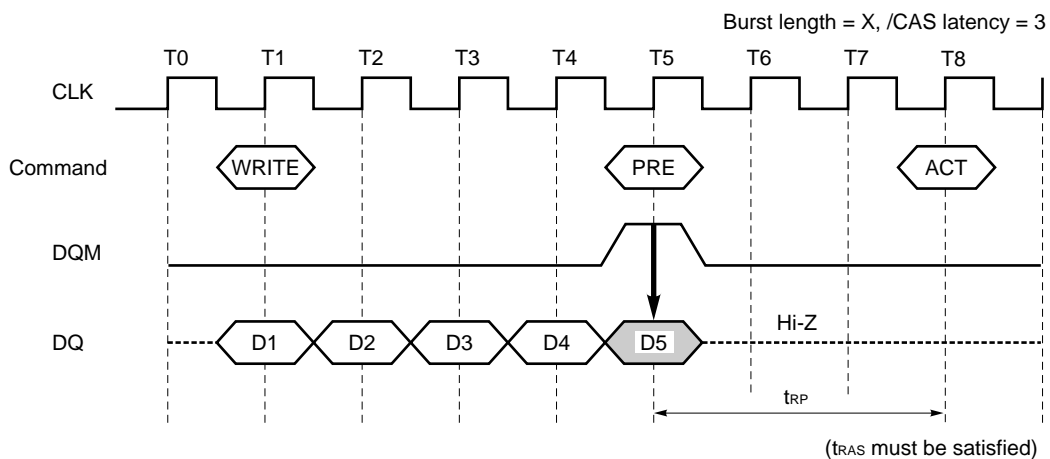 Burst length = X, /CAS latency = 3
T0 T1 T2 T3 T4 T5 T6 T7 T8
CLK
Command WRITE PRE ACT
DQM
DQ D1 D2 D3 D4 D5 Hi-Z
tRP
(tRAS must be satisfied)